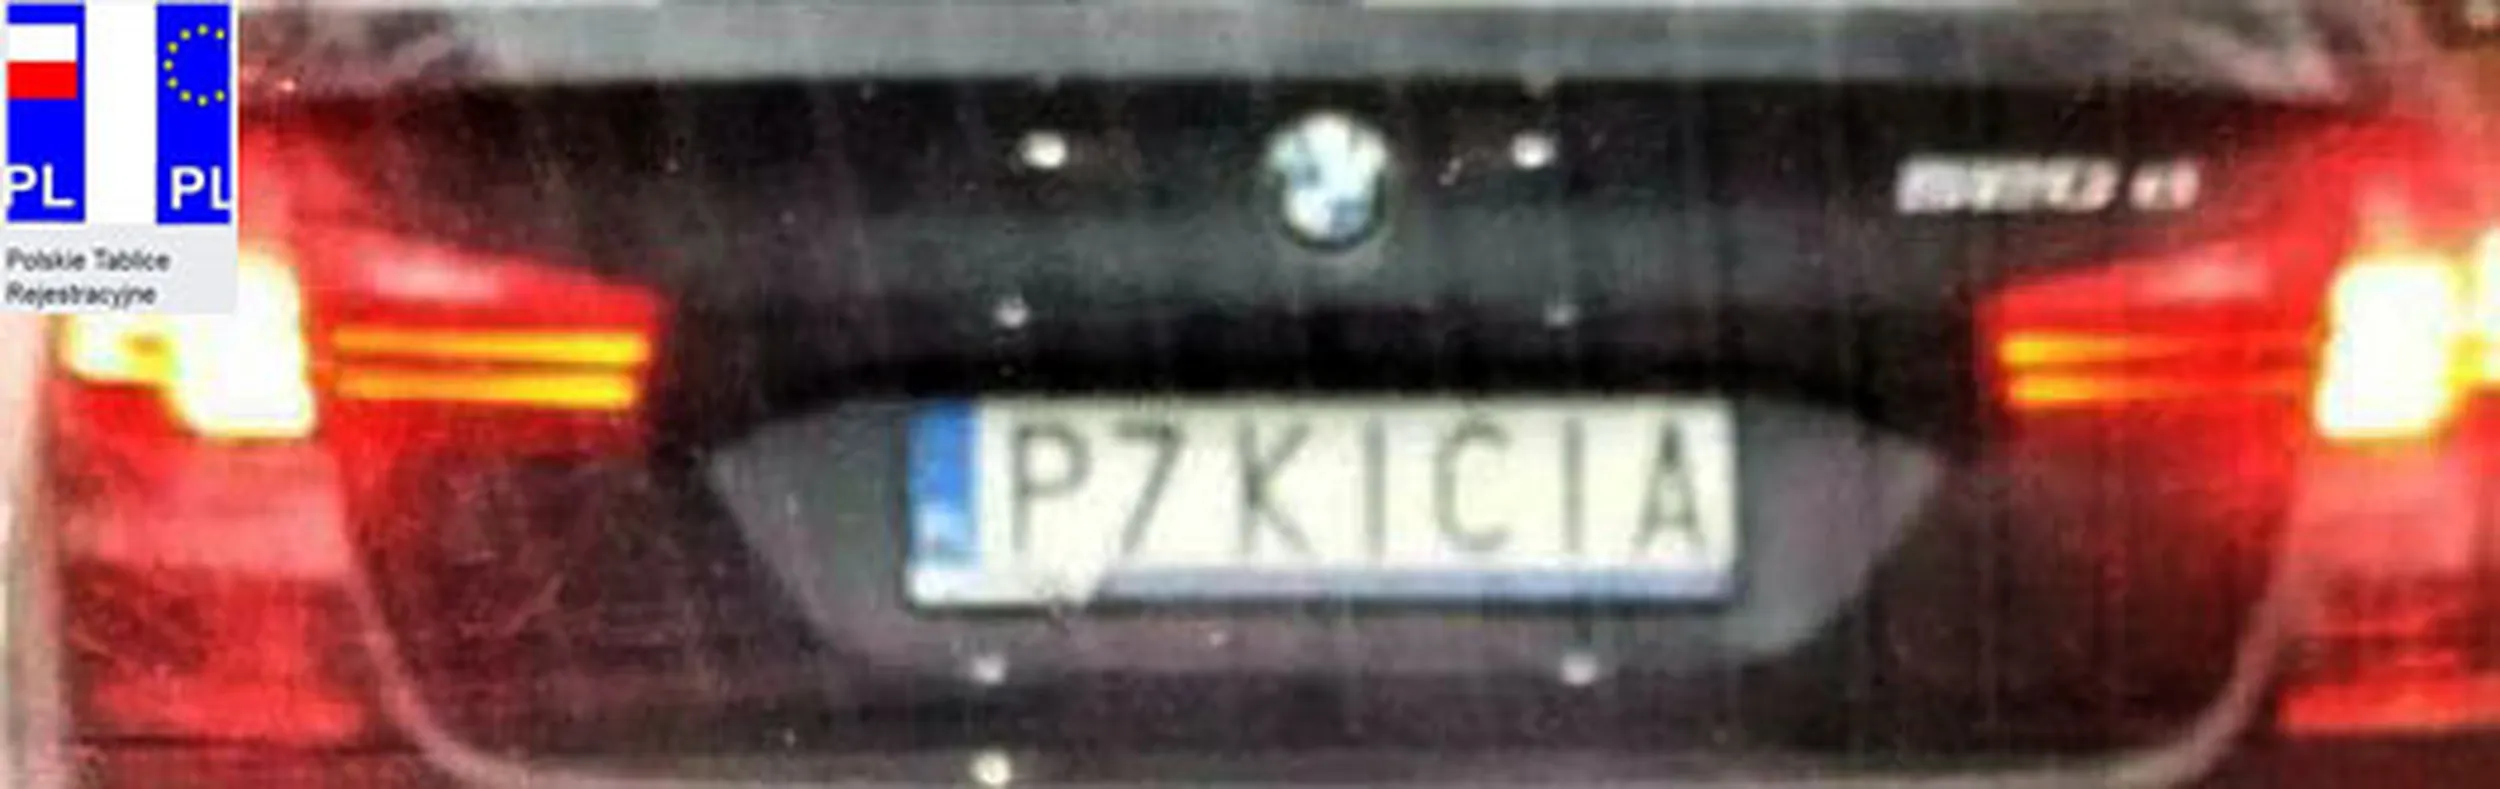 PL PL
Polskie Tablice
Rejestracyjne
P7 KICIA